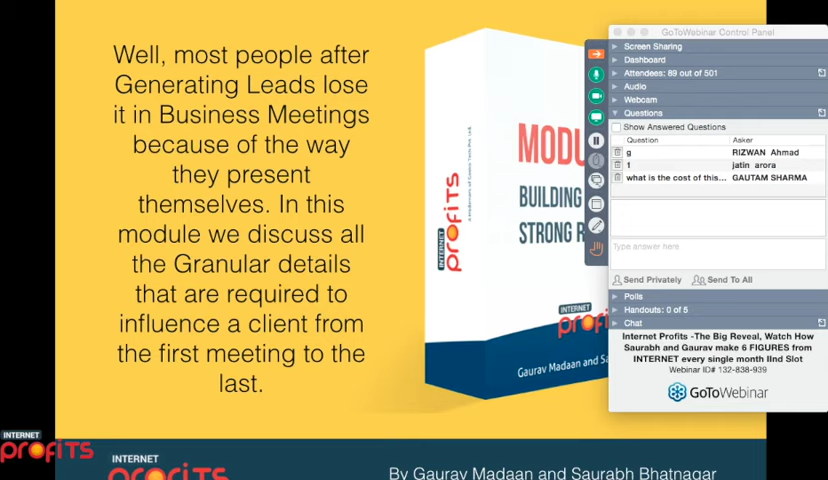 Well, most people after
Generating Leads lose
it in Business Meetings
because of the way
they present
themselves. In this
module we discuss all
the Granular details
that are required to
influence a client from
the first meeting to the
last.
INTERNET
profits
MODU
BUILDING
STRONG R
INTERNET
profi
Gaurav Madaan and Sa
GoToWebinar Control Panel
Screen Sharing
Dashboard
Attendees: 89 out of 501
Audio
Webcam
Questions
Show Answered Questions
Question Asker
g RIZWAN Ahmad
1 jatin arora
what is the cost of this... GAUTAM SHARMA
Type answer here
Send Privately Send To All
Polls
Handouts: 0 of 5
Chat
Internet Profits -The Big Reveal, Watch How
Saurabh and Gaurav make 6 FIGURES from
INTERNET every single month IInd Slot
Webinar ID# 132-838-939
GoToWebinar
INTERNET
profits
INTERNET
profits
By Gaurav Madaan and Saurabh Bhatnagar